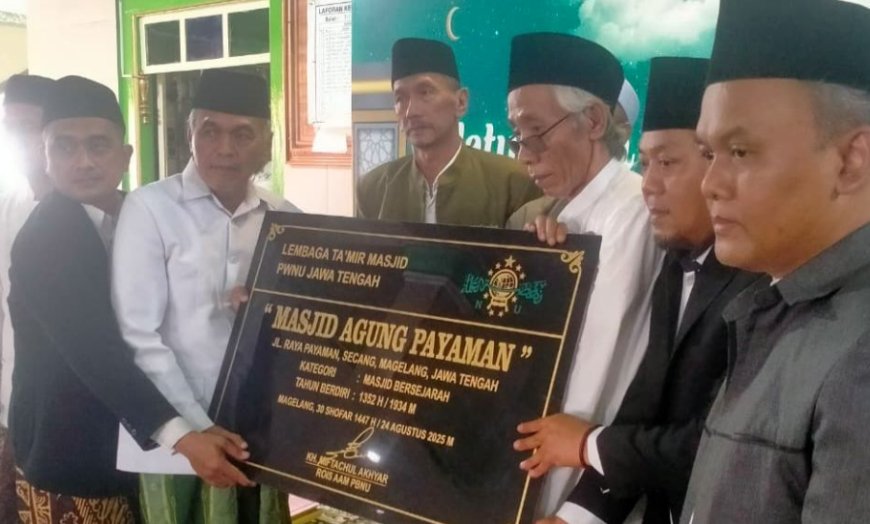 LAPORAN
LEMBAGA TA'MIR MASJID
PWNU JAWA TENGAH
N U
“ MASJID AGUNG PAYAMAN ”
JL. RAYA PAYAMAN, SECANG, MAGELANG, JAWA TENGAH
KATEGORI : MASJID BERSEJARAH
TAHUN BERDIRI : 1352 H / 1934 M
MAGELANG, 30 SHOFAR 1447 H / 24 AGUSTUS 2025 M
KH. MIFTACHUL AKHYAR
ROIS AAM PBNU